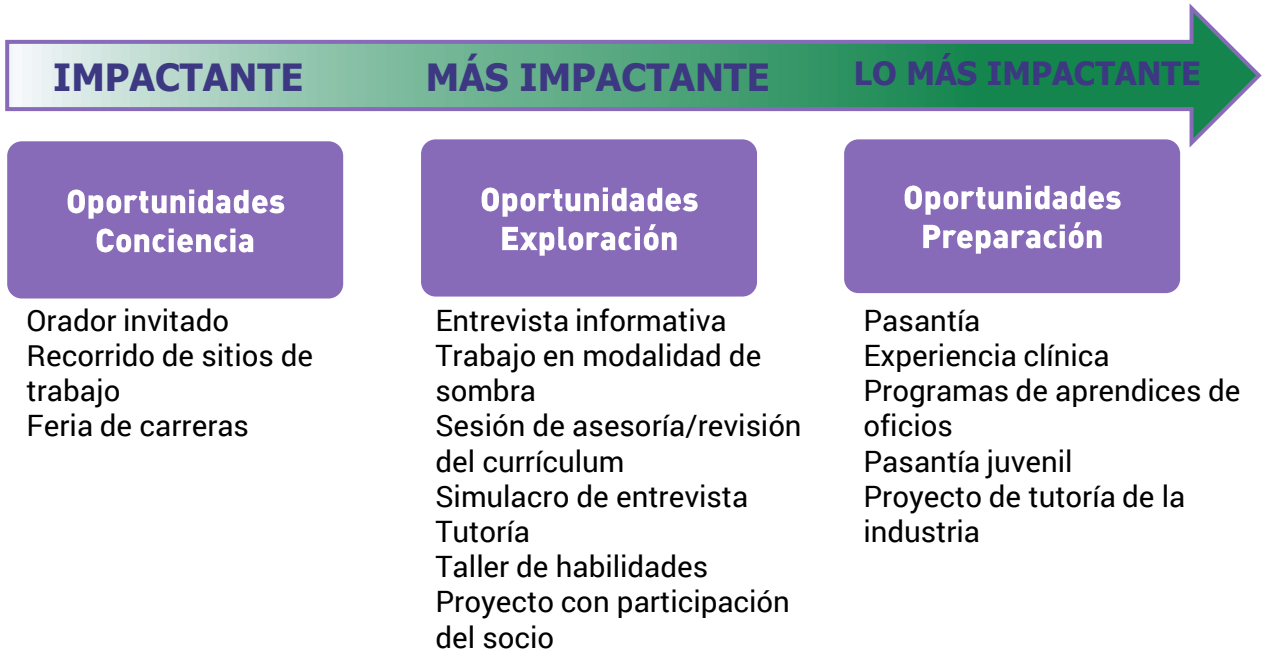 IMPACTANTE
MÁS IMPACTANTE
LO MÁS IMPACTANTE
Oportunidades
Conciencia
Orador invitado
Recorrido de sitios de
trabajo
Feria de carreras
Oportunidades
Exploración
Entrevista informativa
Trabajo en modalidad de
sombra
Sesión de asesoría/revisión
del currículum
Simulacro de entrevista
Tutoría
Taller de habilidades
Proyecto con participación
del socio
Oportunidades
Preparación
Pasantía
Experiencia clínica
Programas de aprendices de
oficios
Pasantía juvenil
Proyecto de tutoría de la
industria